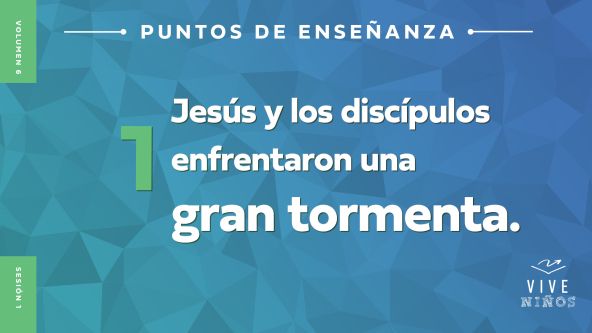 VOLUMEN 6
PUNTOS DE ENSEÑANZA
1
Jesús y los discípulos
enfrentaron una
gran tormenta.
SESIÓN 1
VIVE
NIÑOS